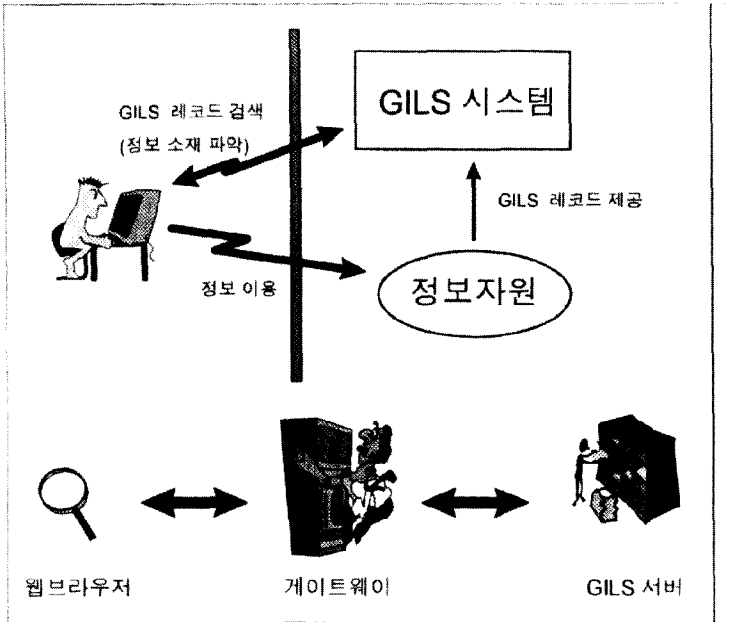 GILS 레코드 검색
(정보 소재 파악)
GILS 시스템
GILS 레코드 제공
정보자원
정보 이용
웹브라우저
게이트웨이
GILS 서버